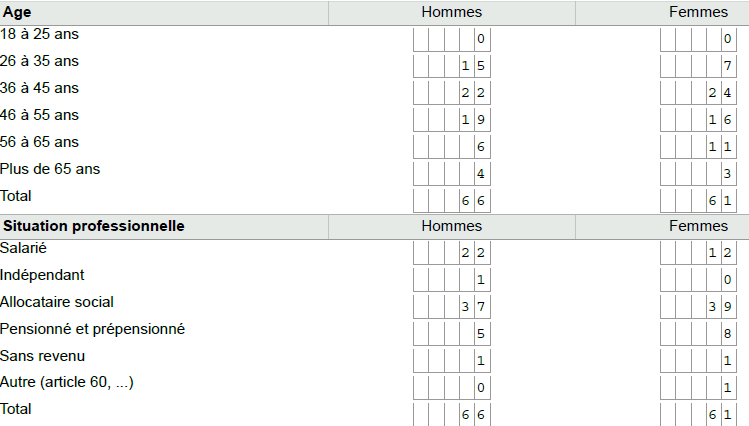 Age Hommes Femmes
18 à 25 ans 0 0
26 à 35 ans 15 7
36 à 45 ans 22 24
46 à 55 ans 19 16
56 à 65 ans 6 11
Plus de 65 ans 4 3
Total 66 61
Situation professionnelle Hommes Femmes
Salarié 22 12
Indépendant 1 0
Allocataire social 37 39
Pensionné et prépensionné 5 8
Sans revenu 1 1
Autre (article 60, ...) 0 1
Total 66 61